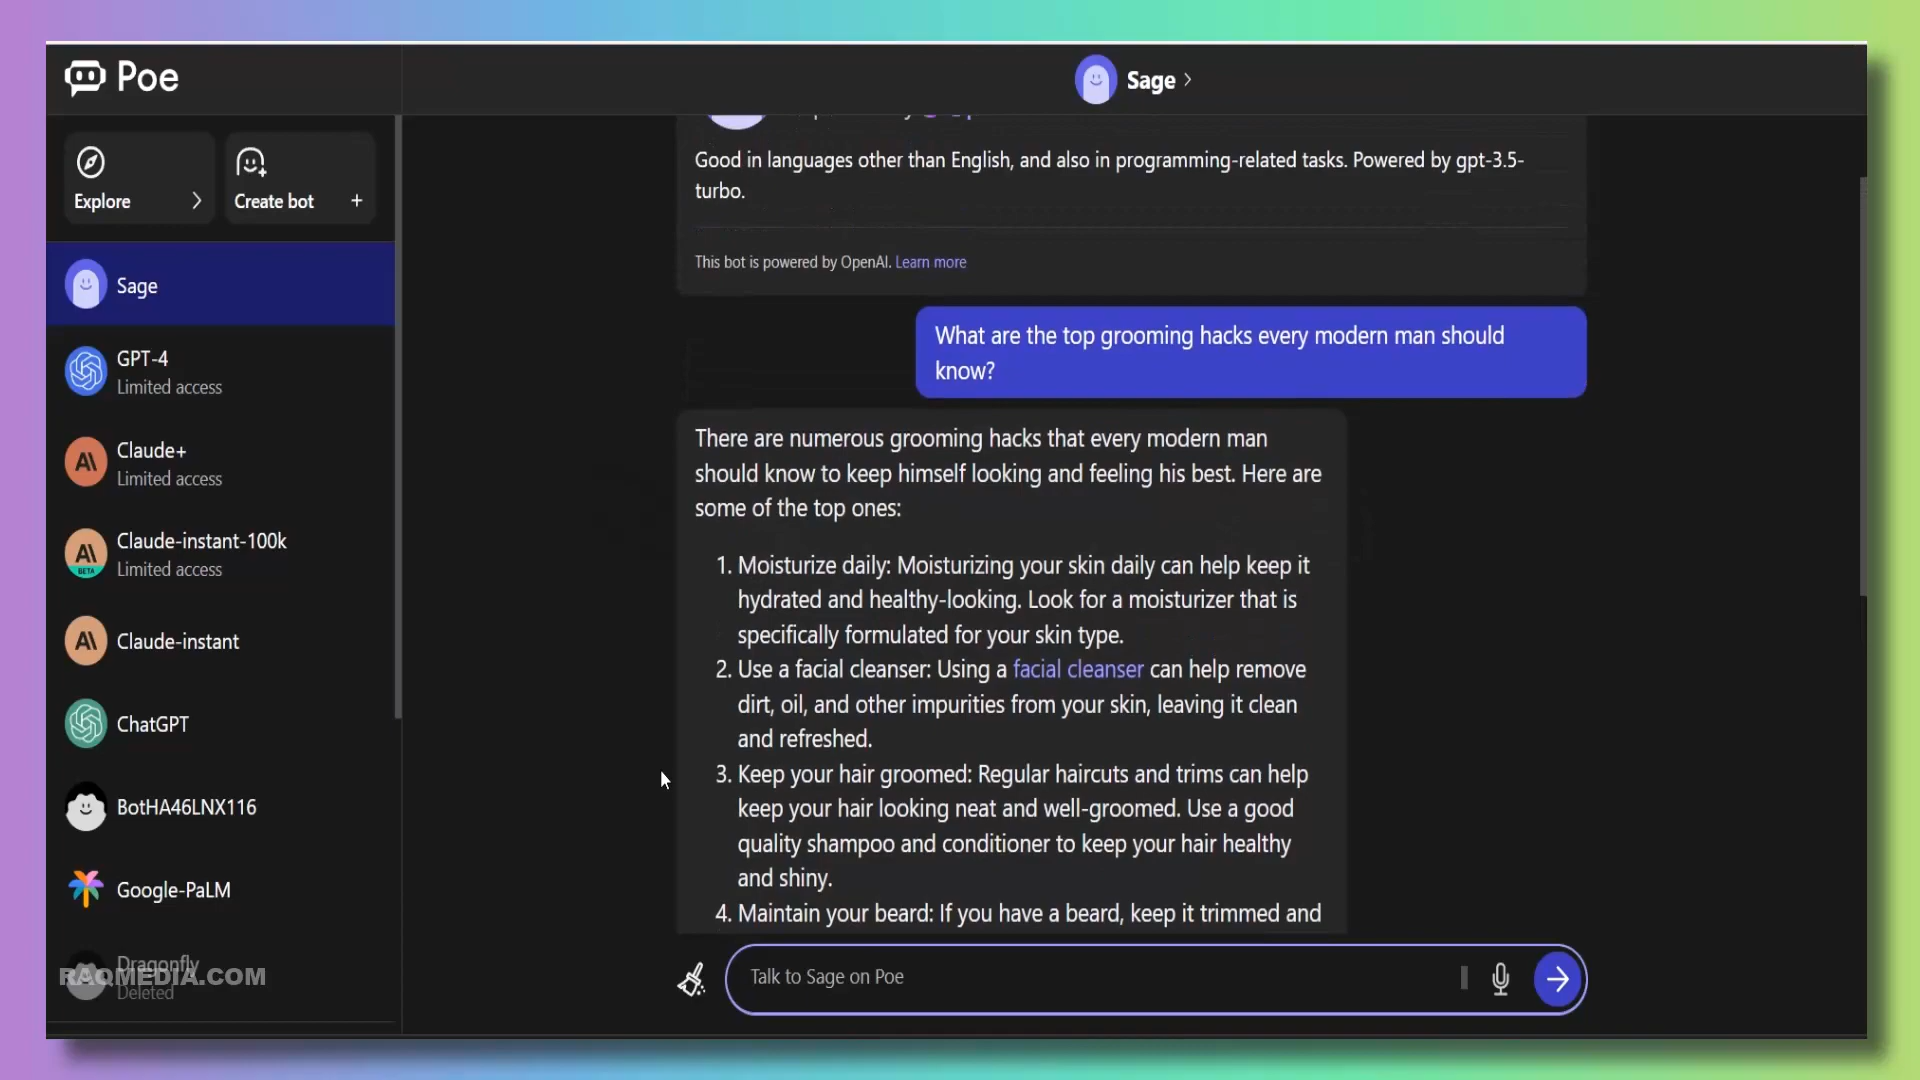 Poe
Sage
Explore
Create bot +
Sage
GPT-4
Limited access
Claude+
Limited access
Claude-instant-100k
BETA
Limited access
Claude-instant
ChatGPT
BotHA46LNX116
Google-PaLM
Dragonfly
RAQMEDIA.COM
Deleted
Good in languages other than English, and also in programming-related tasks. Powered by gpt-3.5-
turbo.
This bot is powered by OpenAI. Learn more
What are the top grooming hacks every modern man should
know?
There are numerous grooming hacks that every modern man
should know to keep himself looking and feeling his best. Here are
some of the top ones:
1. Moisturize daily: Moisturizing your skin daily can help keep it
hydrated and healthy-looking. Look for a moisturizer that is
specifically formulated for your skin type.
2. Use a facial cleanser: Using a facial cleanser can help remove
dirt, oil, and other impurities from your skin, leaving it clean
and refreshed.
3. Keep your hair groomed: Regular haircuts and trims can help
keep your hair looking neat and well-groomed. Use a good
quality shampoo and conditioner to keep your hair healthy
and shiny.
4. Maintain your beard: If you have a beard, keep it trimmed and
Talk to Sage on Poe